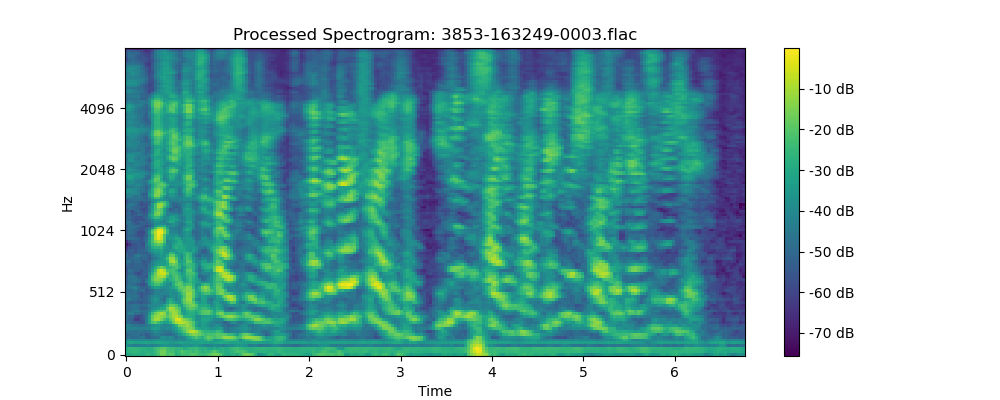 Processed Spectrogram: 3853-163249-0003.flac
Hz
4096
2048
1024
512
0
0 1 2 3 4 5 6
Time
-10 dB
-20 dB
-30 dB
-40 dB
-50 dB
-60 dB
-70 dB